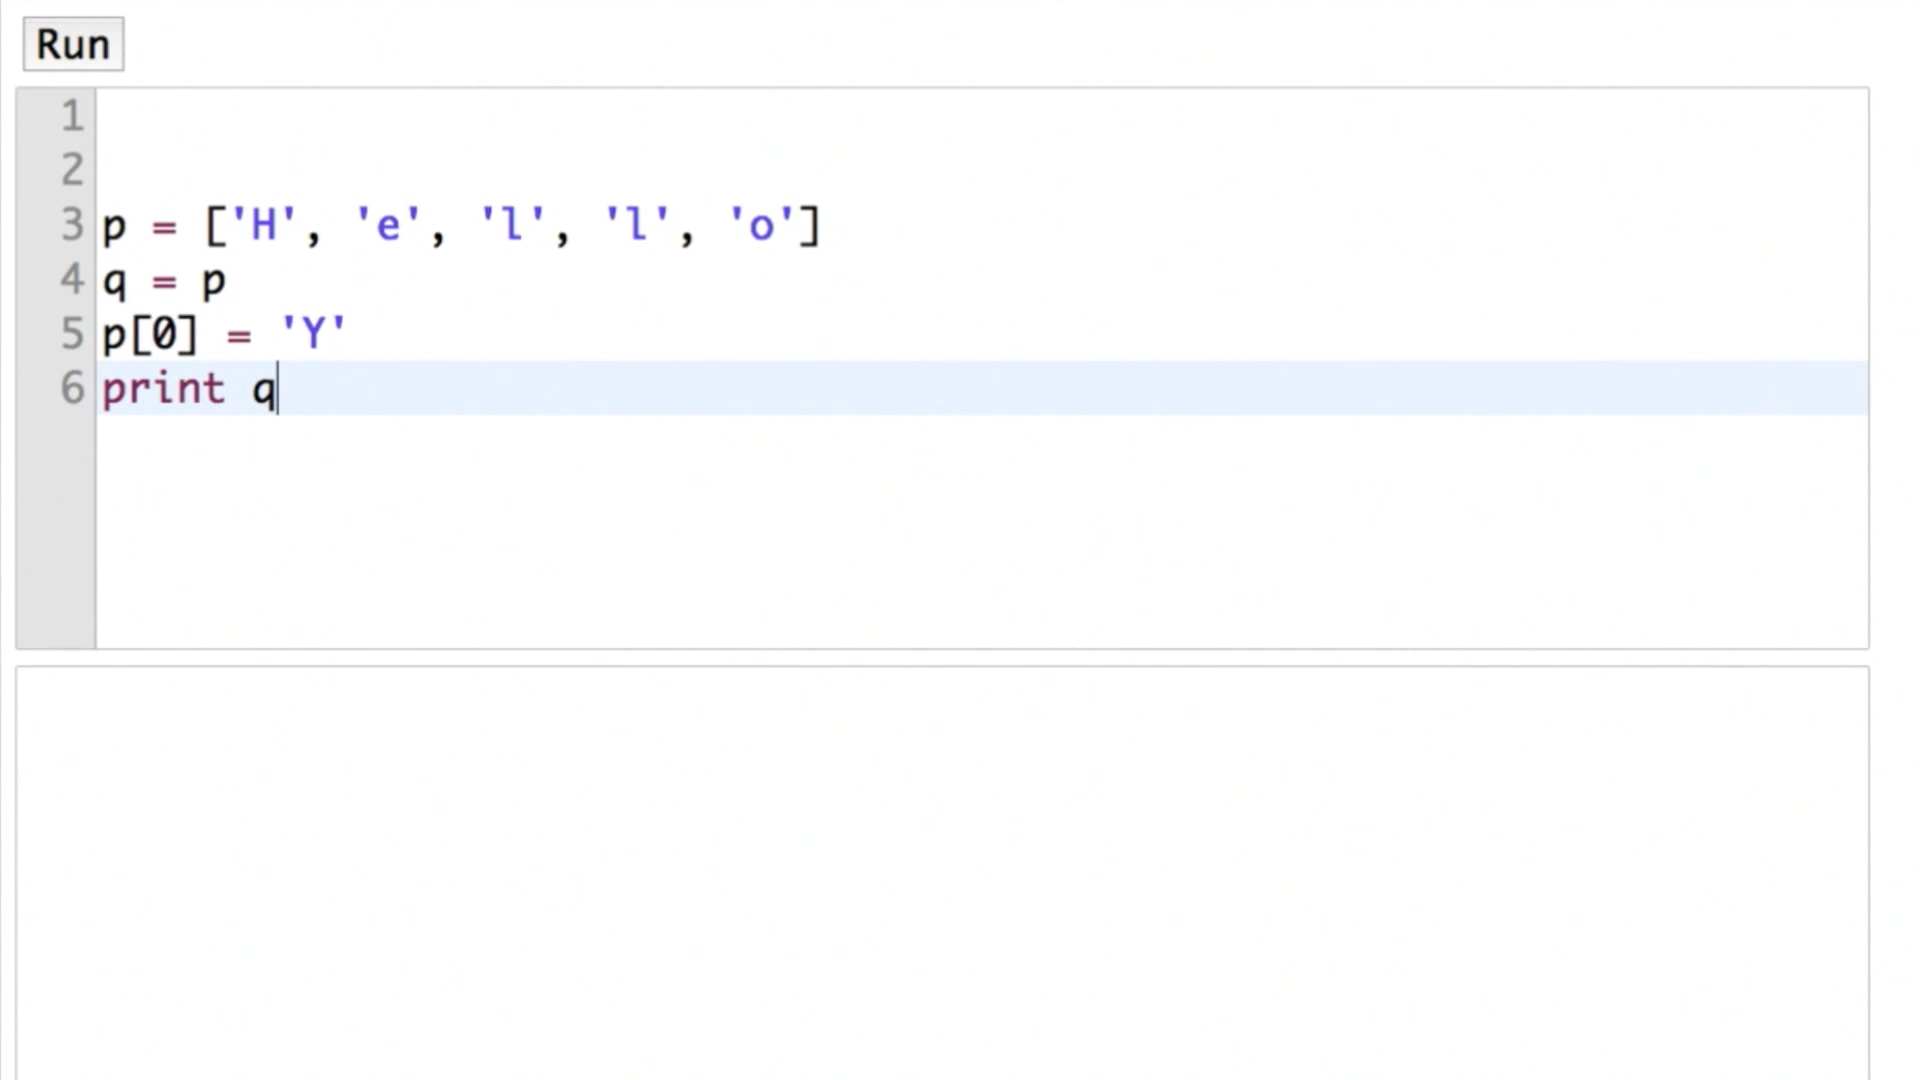 Run
1
2
3 p = ['H', 'e', 'l', 'l', 'o']
4 q = p
5 p[0] = 'Y'
6 print q